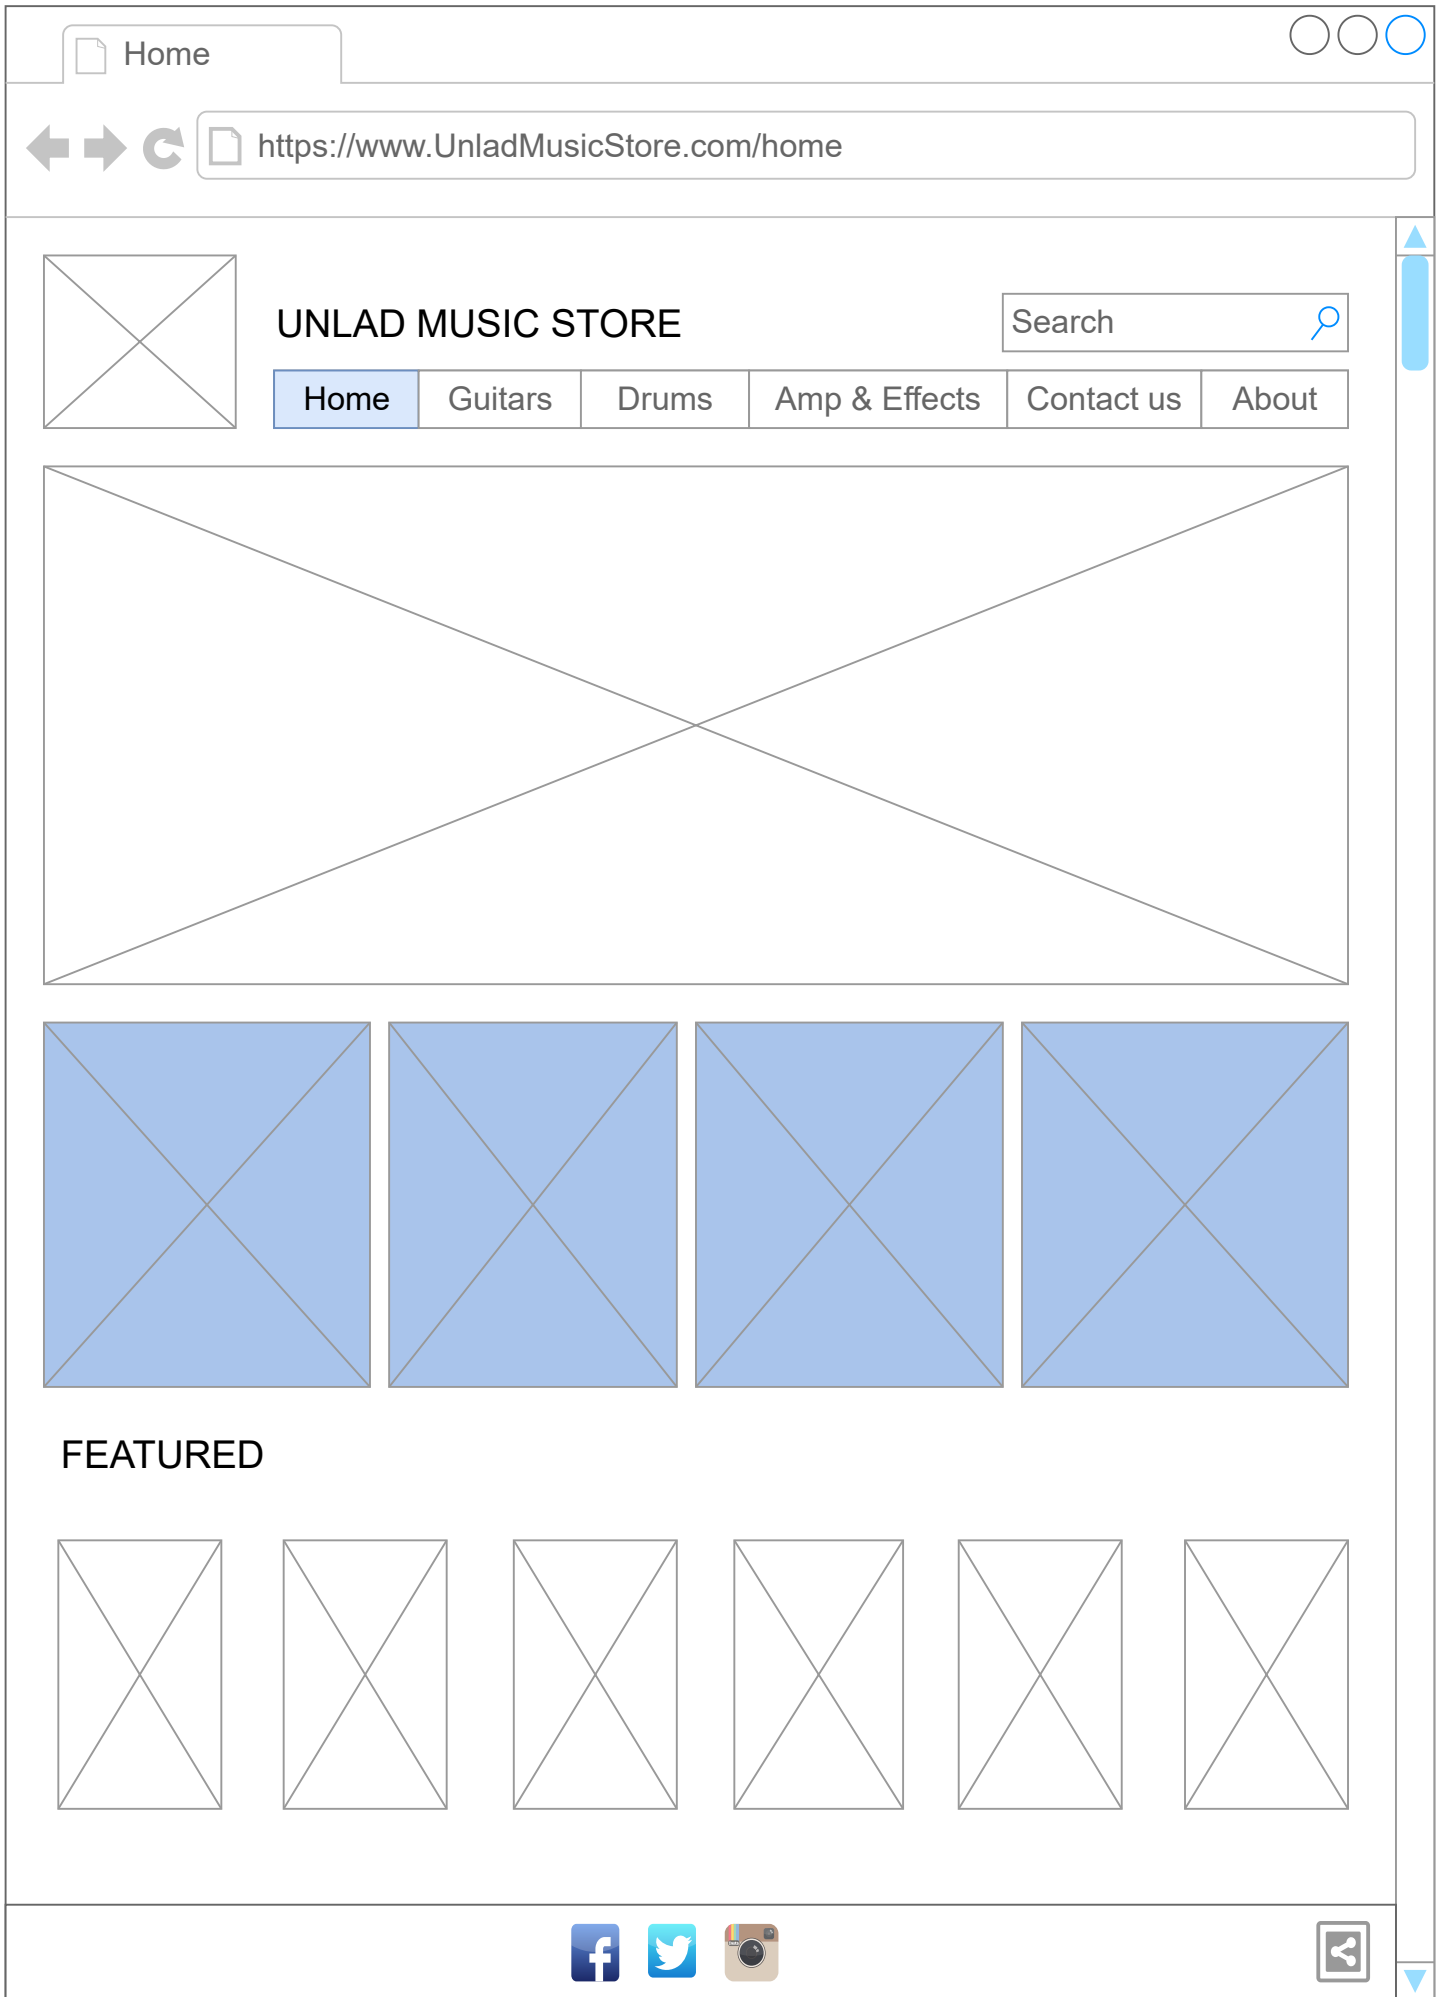 Home
https://www.UnladMusicStore.com/home
UNLAD MUSIC STORE
Search
Home Guitars Drums Amp & Effects Contact us About
FEATURED